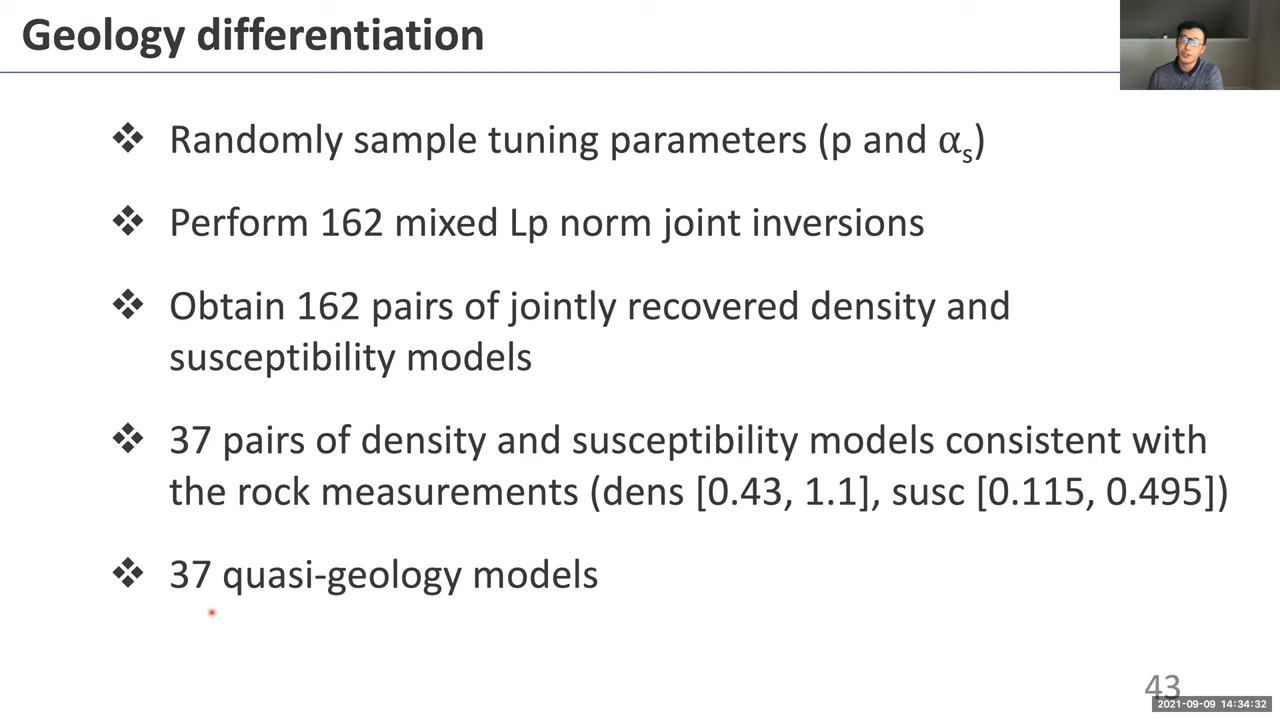 Geology differentiation
❖ Randomly sample tuning parameters (p and αs)
❖ Perform 162 mixed Lp norm joint inversions
❖ Obtain 162 pairs of jointly recovered density and
susceptibility models
❖ 37 pairs of density and susceptibility models consistent with
the rock measurements (dens [0.43, 1.1], susc [0.115, 0.495])
❖ 37 quasi-geology models
43
2021-09-09 14:34:32